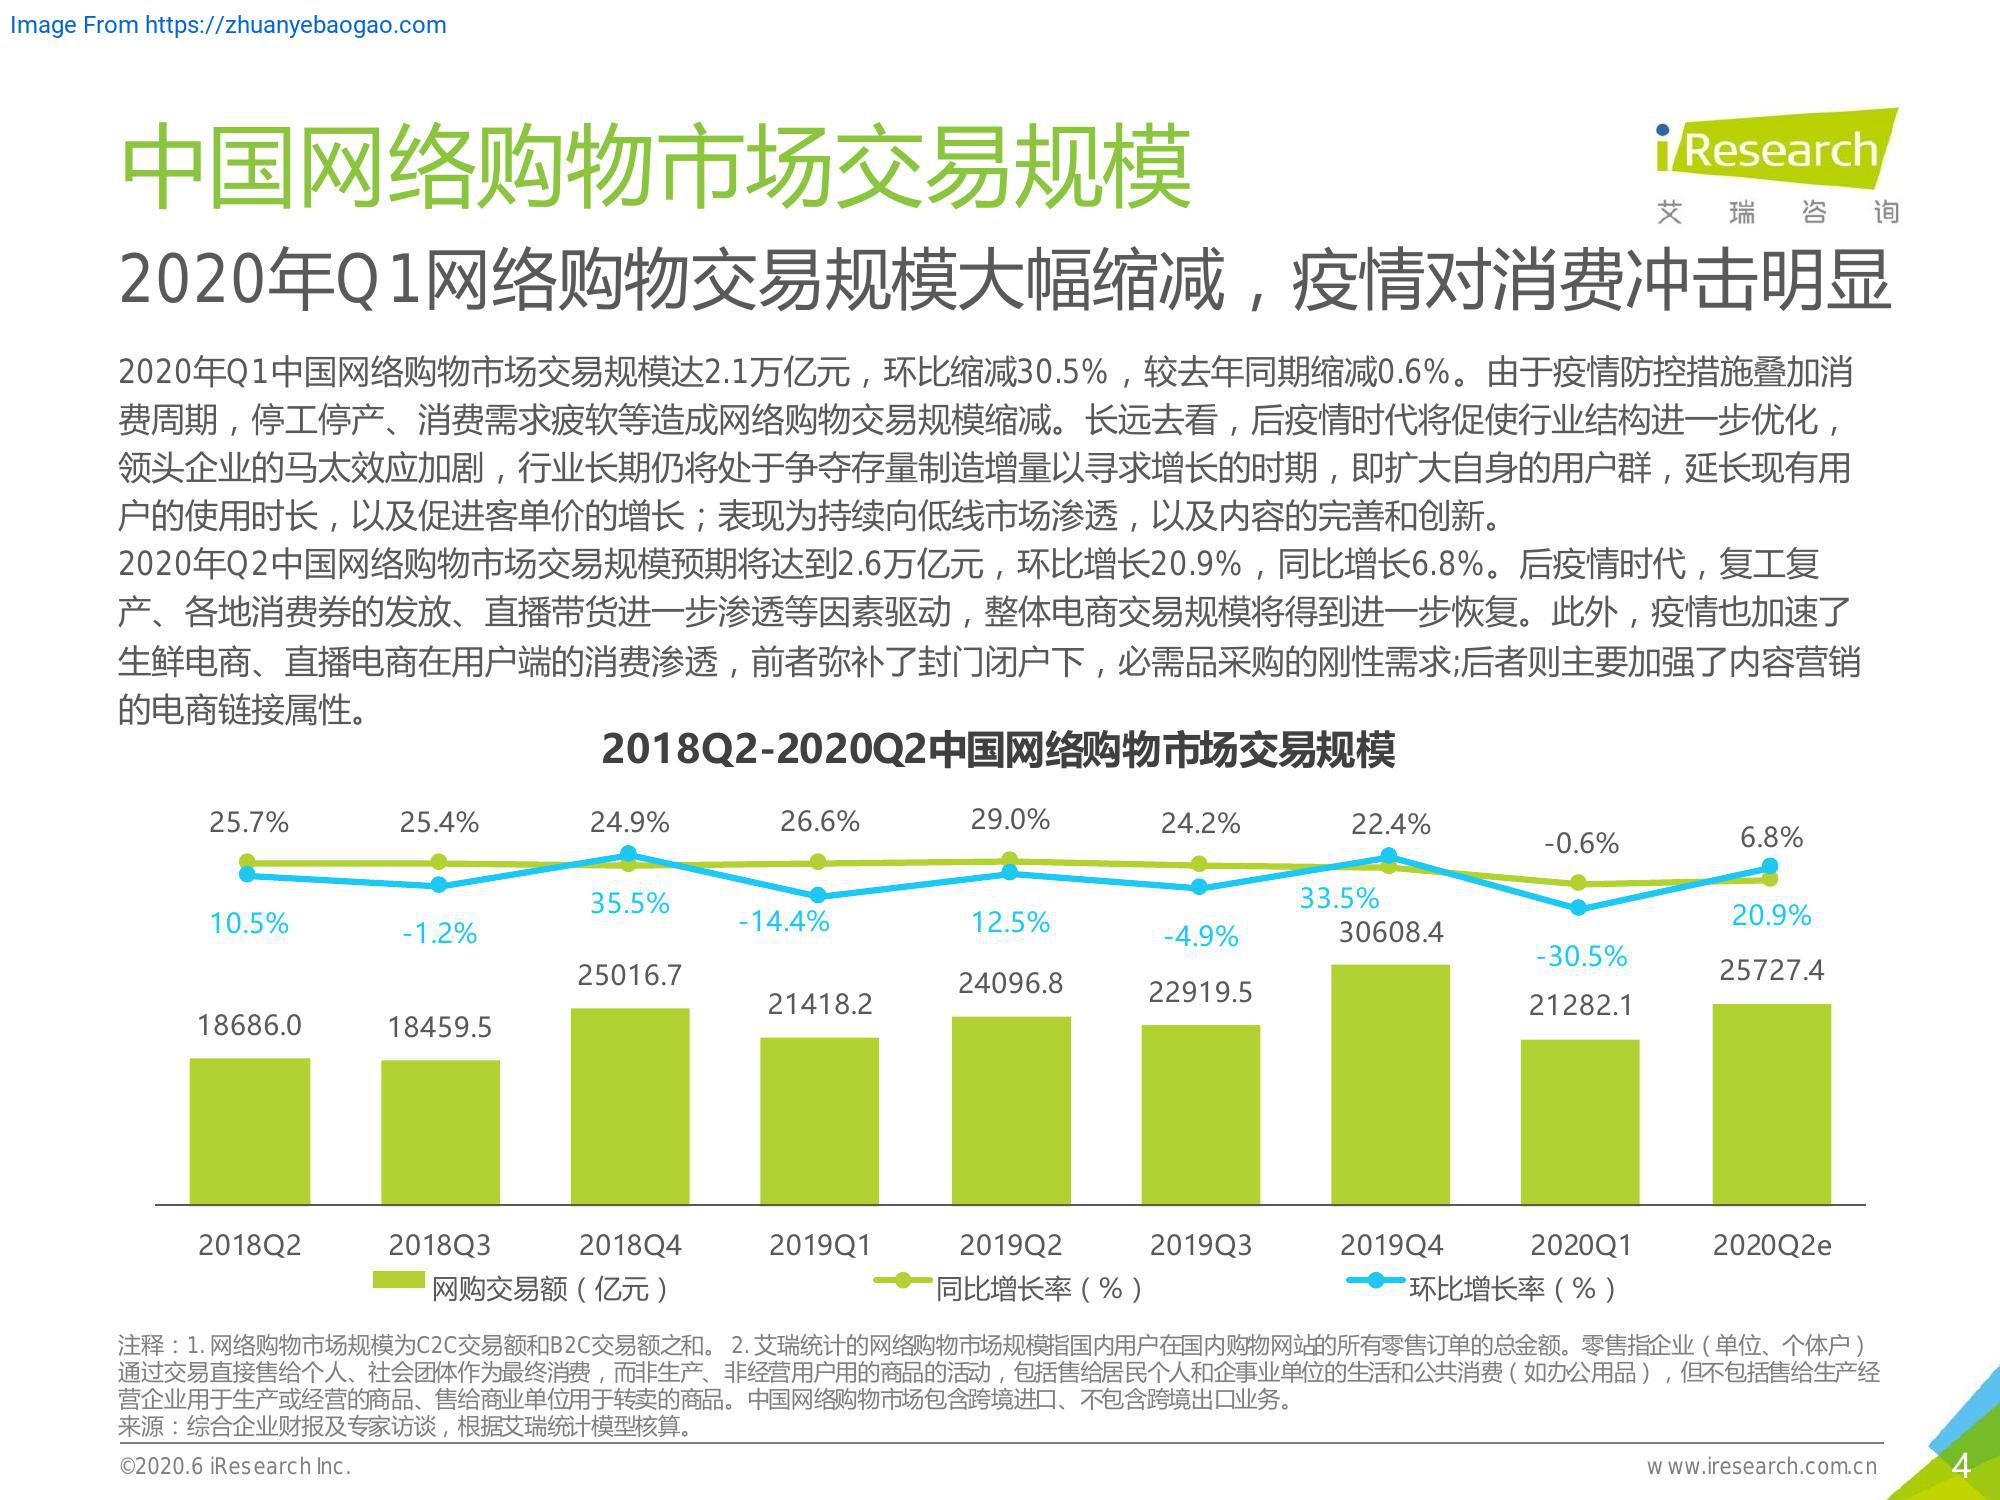 Image From https://zhuanyebaogao.com
中国网络购物市场交易规模
iResearch
艾瑞咨询
2020年Q1网络购物交易规模大幅缩减，疫情对消费冲击明显
2020年Q1中国网络购物市场交易规模达2.1万亿元，环比缩减30.5%，较去年同期缩减0.6%。由于疫情防控措施叠加消
费周期，停工停产、消费需求疲软等造成网络购物交易规模缩减。长远去看，后疫情时代将促使行业结构进一步优化，
领头企业的马太效应加剧，行业长期仍将处于争夺存量制造增量以寻求增长的时期，即扩大自身的用户群，延长现有用
户的使用时长，以及促进客单价的增长；表现为持续向低线市场渗透，以及内容的完善和创新。
2020年Q2中国网络购物市场交易规模预期将达到2.6万亿元，环比增长20.9%，同比增长6.8%。后疫情时代，复工复
产、各地消费券的发放、直播带货进一步渗透等因素驱动，整体电商交易规模将得到进一步恢复。此外，疫情也加速了
生鲜电商、直播电商在用户端的消费渗透，前者弥补了封门闭户下，必需品采购的刚性需求;后者则主要加强了内容营销
的电商链接属性。
2018Q2-2020Q2中国网络购物市场交易规模
25.7% 25.4% 24.9% 26.6% 29.0% 24.2% 22.4% -0.6% 6.8%
10.5% -1.2% 35.5% -14.4% 12.5% -4.9% 33.5% -30.5% 20.9%
18686.0 18459.5 25016.7 21418.2 24096.8 22919.5 30608.4 21282.1 25727.4
2018Q2 2018Q3 2018Q4 2019Q1 2019Q2 2019Q3 2019Q4 2020Q1 2020Q2e
网购交易额（亿元） 同比增长率（%） 环比增长率（%）
注释：1. 网络购物市场规模为C2C交易额和B2C交易额之和。 2. 艾瑞统计的网络购物市场规模指国内用户在国内购物网站的所有零售订单的总金额。零售指企业（单位、个体户）
通过交易直接售给个人、社会团体作为最终消费，而非生产、非经营用户用的商品的活动，包括售给居民个人和企事业单位的生活和公共消费（如办公用品），但不包括售给生产经
营企业用于生产或经营的商品、售给商业单位用于转卖的商品。中国网络购物市场包含跨境进口、不包含跨境出口业务。
来源：综合企业财报及专家访谈，根据艾瑞统计模型核算。
©2020.6 iResearch Inc.
www.iresearch.com.cn
4